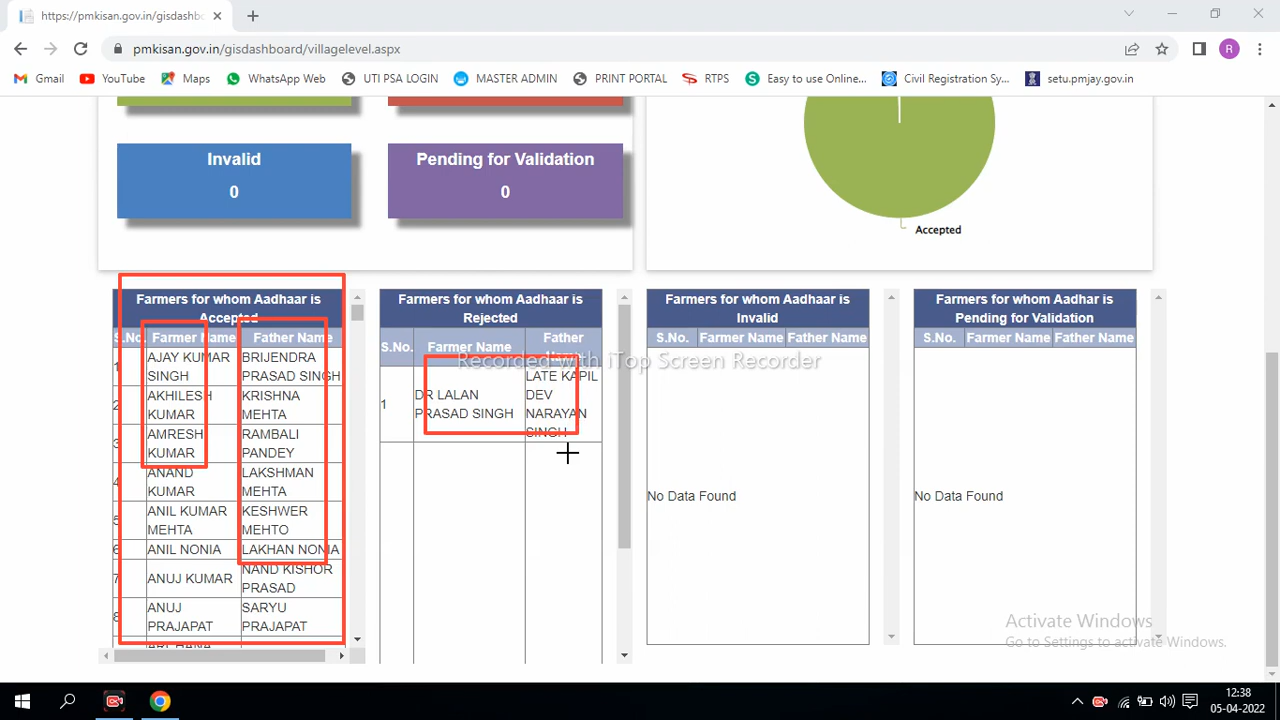 https://pmkisan.gov.in/gisdashbo
pmkisan.gov.in/gisdashboard/villagelevel.aspx
R
Gmail YouTube Maps WhatsApp Web UTI PSA LOGIN MASTER ADMIN PRINT PORTAL RTPS Easy to use Onlin... Civil Registration Sy... setu.pmjay.gov.in
Invalid
0
Pending for Validation
0
Accepted
Farmers for whom Aadhaar is
Accepted
S.No. Farmer Name Father Name
1 AJAY KUMAR SINGH BRIJENDRA PRASAD SINGH
2 AKHILESH KUMAR KRISHNA MEHTA
3 AMRESH KUMAR RAMBALI PANDEY
4 ANAND KUMAR LAKSHMAN MEHTA
5 ANIL KUMAR MEHTA KESHWER MEHTO
6 ANIL NONIA LAKHAN NONIA
7 ANUJ KUMAR NAND KISHOR PRASAD
8 ANUJ PRAJAPAT SARYU PRAJAPAT
Farmers for whom Aadhaar is
Rejected
S.No. Farmer Name Father
1 DR LALAN PRASAD SINGH LATE KAPIL DEV NARAYAN SINGH
Farmers for whom Aadhaar is
Invalid
S.No. Farmer Name Father Name
No Data Found
Farmers for whom Aadhar is
Pending for Validation
S.No. Farmer Name Father Name
No Data Found
Recorded with iTop Screen Recorder
Activate Windows
Go to Settings to activate Windows.
12:38
05-04-2022